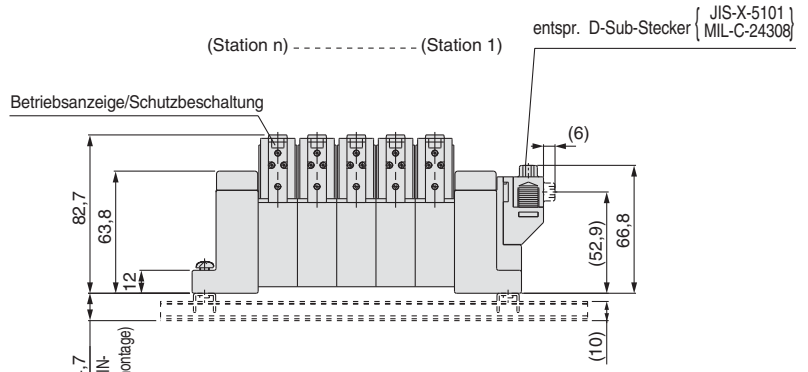 JIS-X-5101
entspr. D-Sub-Stecker { MIL-C-24308 }
(Station n) - - - - - - - - - - - - (Station 1)
Betriebsanzeige/Schutzbeschaltung
(6)
82,7
63,8
12
(52,9)
66,8
(10)